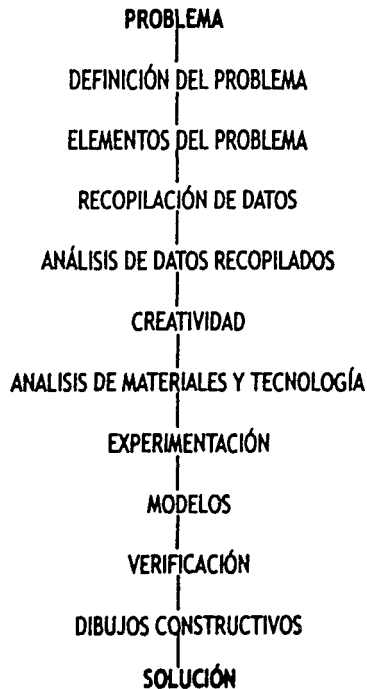 PROBLEMA
DEFINICIÓN DEL PROBLEMA
ELEMENTOS DEL PROBLEMA
RECOPILACIÓN DE DATOS
ANÁLISIS DE DATOS RECOPILADOS
CREATIVIDAD
ANALISIS DE MATERIALES Y TECNOLOGÍA
EXPERIMENTACIÓN
MODELOS
VERIFICACIÓN
DIBUJOS CONSTRUCTIVOS
SOLUCIÓN